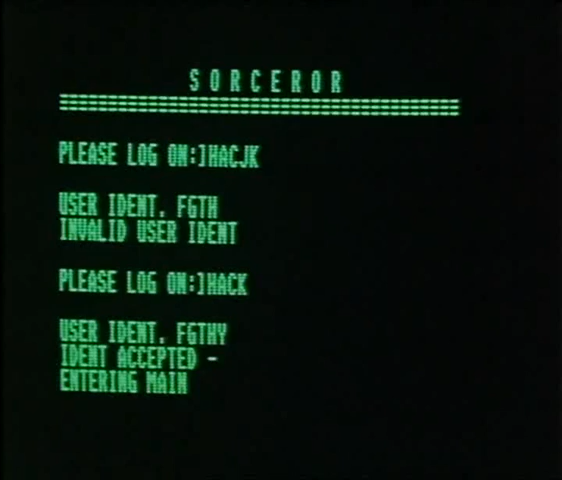 SORCEROR
========================================
PLEASE LOG ON:]HACJK
USER IDENT. FGTH
INVALID USER IDENT
PLEASE LOG ON:]HACK
USER IDENT. FGTHY
IDENT ACCEPTED -
ENTERING MAIN